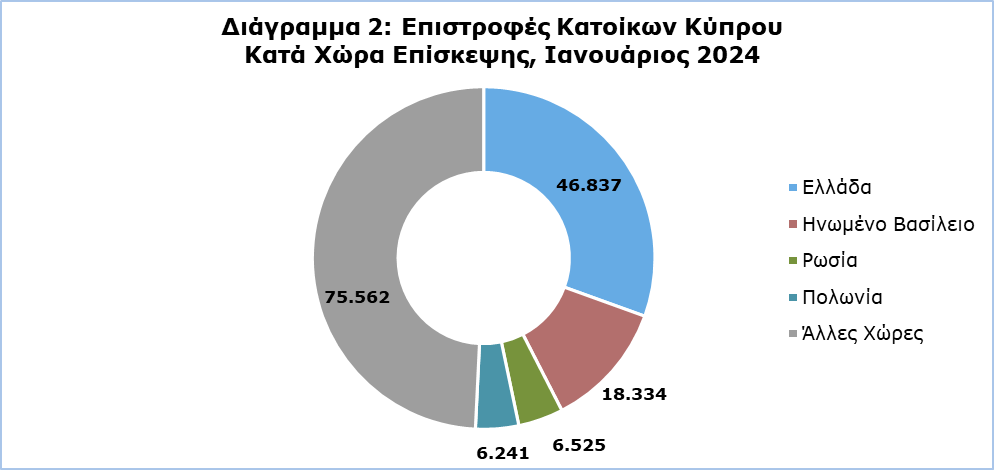 Διάγραμμα 2: Επιστροφές Κατοίκων Κύπρου
Κατά Χώρα Επίσκεψης, Ιανουάριος 2024
46.837
75.562
18.334
6.525
6.241
Ελλάδα
Ηνωμένο Βασίλειο
Ρωσία
Πολωνία
Άλλες Χώρες